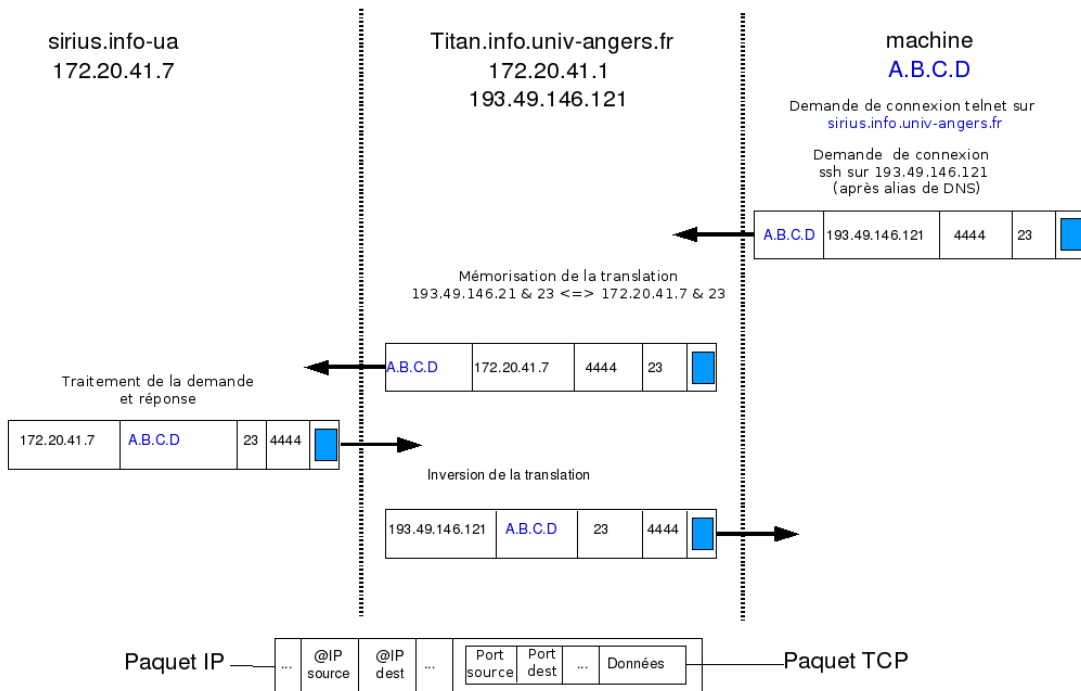 sirius.info-ua
172.20.41.7
Titan.info.univ-angers.fr
172.20.41.1
193.49.146.121
machine
A.B.C.D
Demande de connexion telnet sur
sirius.info.univ-angers.fr
Demande de connexion
ssh sur 193.49.146.121
(après alias de DNS)
A.B.C.D 193.49.146.121 4444 23
Mémorisation de la translation
193.49.146.21 & 23 <=> 172.20.41.7 & 23
A.B.C.D 172.20.41.7 4444 23
Traitement de la demande
et réponse
172.20.41.7 A.B.C.D 23 4444
Inversion de la translation
193.49.146.121 A.B.C.D 23 4444
Paquet IP
... @IP source @IP dest ... Port source Port dest ... Données
Paquet TCP